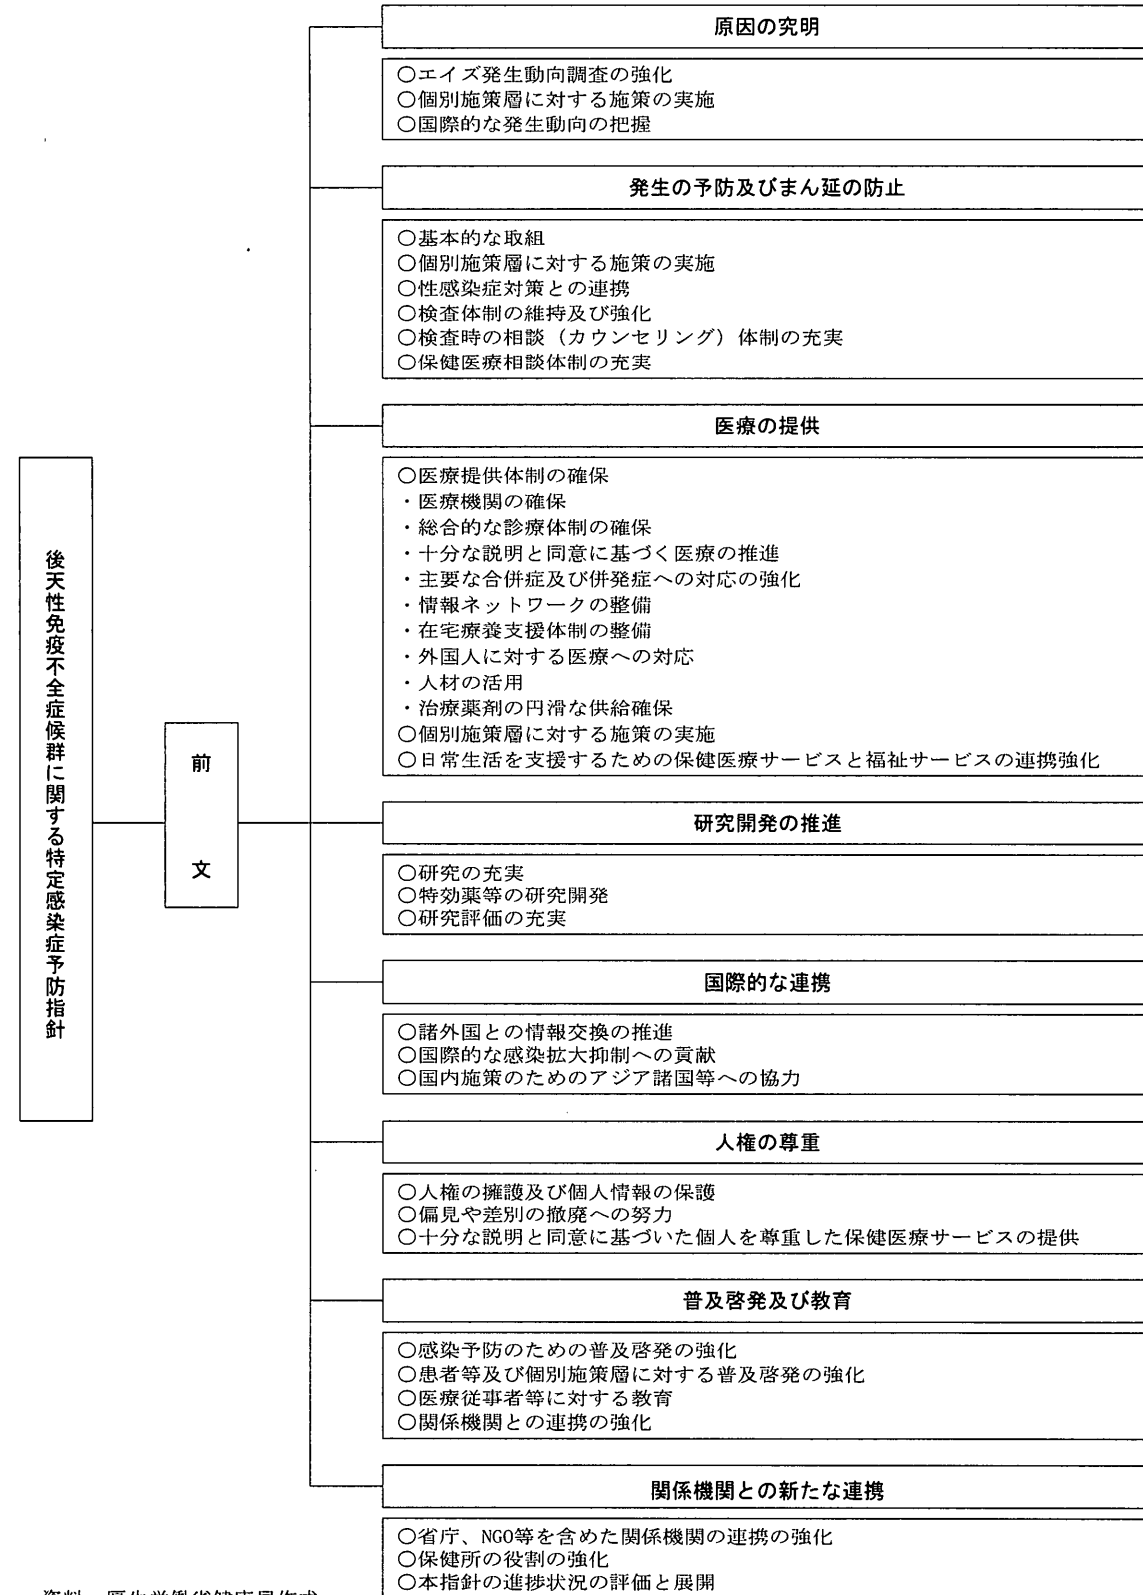 後天性免疫不全症候群に関する特定感染症予防指針
前文
原因の究明
○エイズ発生動向調査の強化
○個別施策層に対する施策の実施
○国際的な発生動向の把握
発生の予防及びまん延の防止
○基本的な取組
○個別施策層に対する施策の実施
○性感染症対策との連携
○検査体制の維持及び強化
○検査時の相談（カウンセリング）体制の充実
○保健医療相談体制の充実
医療の提供
○医療提供体制の確保
・医療機関の確保
・総合的な診療体制の確保
・十分な説明と同意に基づく医療の推進
・主要な合併症及び併発症への対応の強化
・情報ネットワークの整備
・在宅療養支援体制の整備
・外国人に対する医療への対応
・人材の活用
・治療薬剤の円滑な供給確保
○個別施策層に対する施策の実施
○日常生活を支援するための保健医療サービスと福祉サービスの連携強化
研究開発の推進
○研究の充実
○特効薬等の研究開発
○研究評価の充実
国際的な連携
○諸外国との情報交換の推進
○国際的な感染拡大抑制への貢献
○国内施策のためのアジア諸国等への協力
人権の尊重
○人権の擁護及び個人情報の保護
○偏見や差別の撤廃への努力
○十分な説明と同意に基づいた個人を尊重した保健医療サービスの提供
普及啓発及び教育
○感染予防のための普及啓発の強化
○患者等及び個別施策層に対する普及啓発の強化
○医療従事者等に対する教育
○関係機関との連携の強化
関係機関との新たな連携
○省庁、NGO等を含めた関係機関の連携の強化
○保健所の役割の強化
○本指針の進捗状況の評価と展開